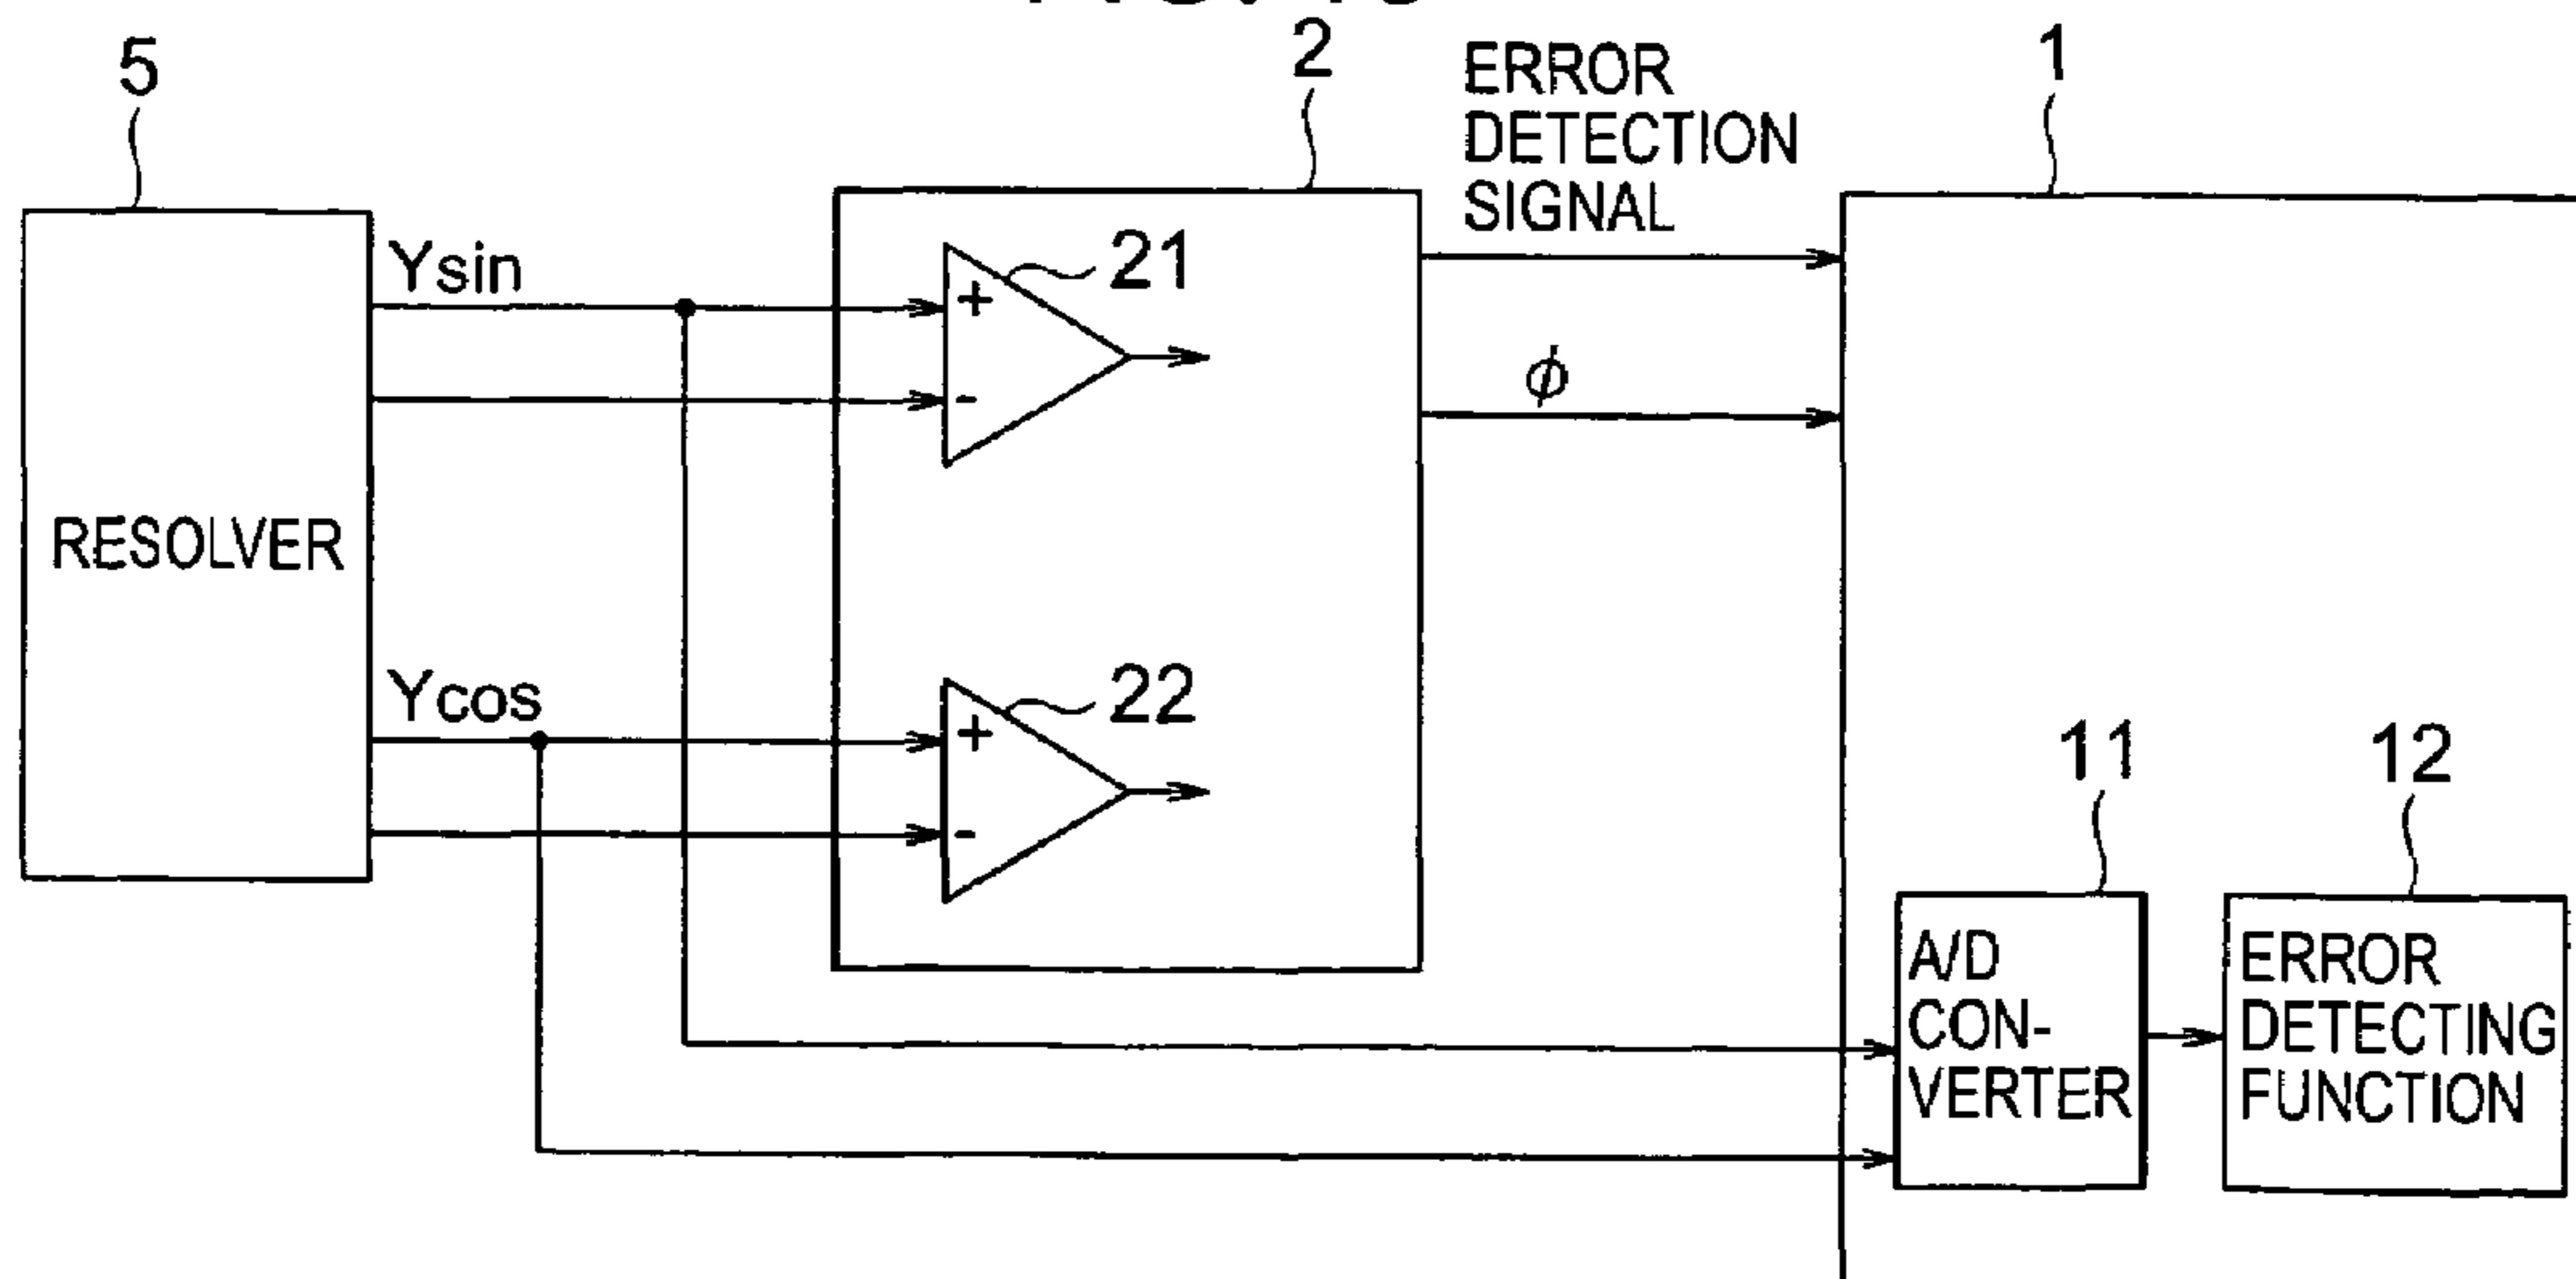 5
2
ERROR
DETECTION
SIGNAL
1
Ysin
+
-
21
ϕ
RESOLVER
Ycos
+
-
22
11
12
A/D
CON-
VERTER
ERROR
DETECTING
FUNCTION